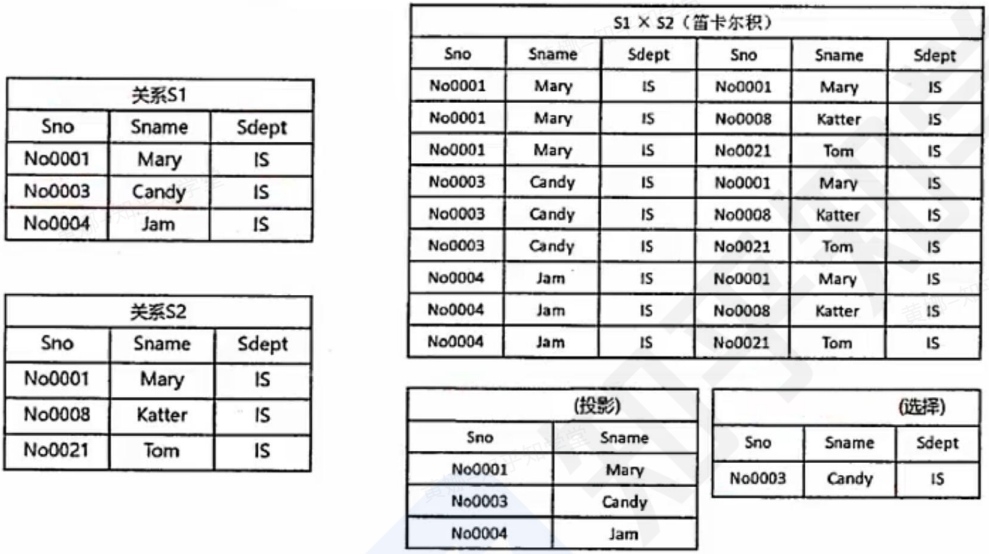 关系S1
Sno Sname Sdept
No0001 Mary IS
No0003 Candy IS
No0004 Jam IS
关系S2
Sno Sname Sdept
No0001 Mary IS
No0008 Katter IS
No0021 Tom IS
S1 × S2（笛卡尔积）
Sno Sname Sdept Sno Sname Sdept
No0001 Mary IS No0001 Mary IS
No0001 Mary IS No0008 Katter IS
No0001 Mary IS No0021 Tom IS
No0003 Candy IS No0001 Mary IS
No0003 Candy IS No0008 Katter IS
No0003 Candy IS No0021 Tom IS
No0004 Jam IS No0001 Mary IS
No0004 Jam IS No0008 Katter IS
No0004 Jam IS No0021 Tom IS
(投影)
Sno Sname
No0001 Mary
No0003 Candy
No0004 Jam
(选择)
Sno Sname Sdept
No0003 Candy IS